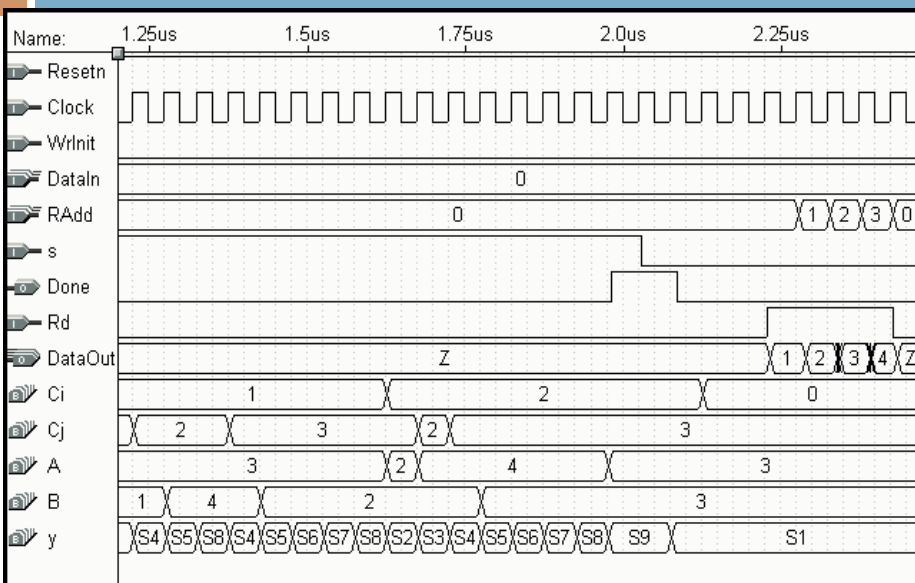 Name: 1.25us 1.5us 1.75us 2.0us 2.25us
Resetn
Clock
WrInit
DataIn 0
RAdd 0 1 2 3 0
s
Done
Rd
DataOut Z 1 2 3 4 Z
Ci 1 2 0
Cj 2 3 2 3
A 3 2 4 3
B 1 4 2 3
y S4 S5 S8 S4 S5 S6 S7 S8 S2 S3 S4 S5 S6 S7 S8 S9 S1